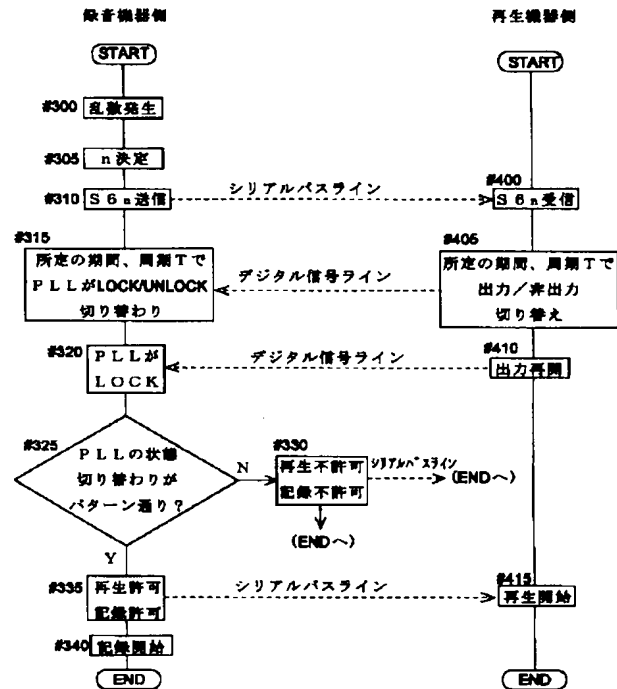 録音機器側
再生機器側
START
START
#300
乱数発生
#305
n決定
#310
S6n送信
シリアルバスライン
#400
S6n受信
#315
所定の期間、周期Tで
PLLがLOCK/UNLOCK
切り替わり
デジタル信号ライン
#405
所定の期間、周期Tで
出力/非出力
切り替え
#320
PLLが
LOCK
デジタル信号ライン
#410
出力再開
#325
PLLの状態
切り替わりが
パターン通り?
N
#330
再生不許可
記録不許可
シリアルバスライン
(ENDへ)
(ENDへ)
Y
#335
再生許可
記録許可
シリアルバスライン
#415
再生開始
#340
記録開始
END
END